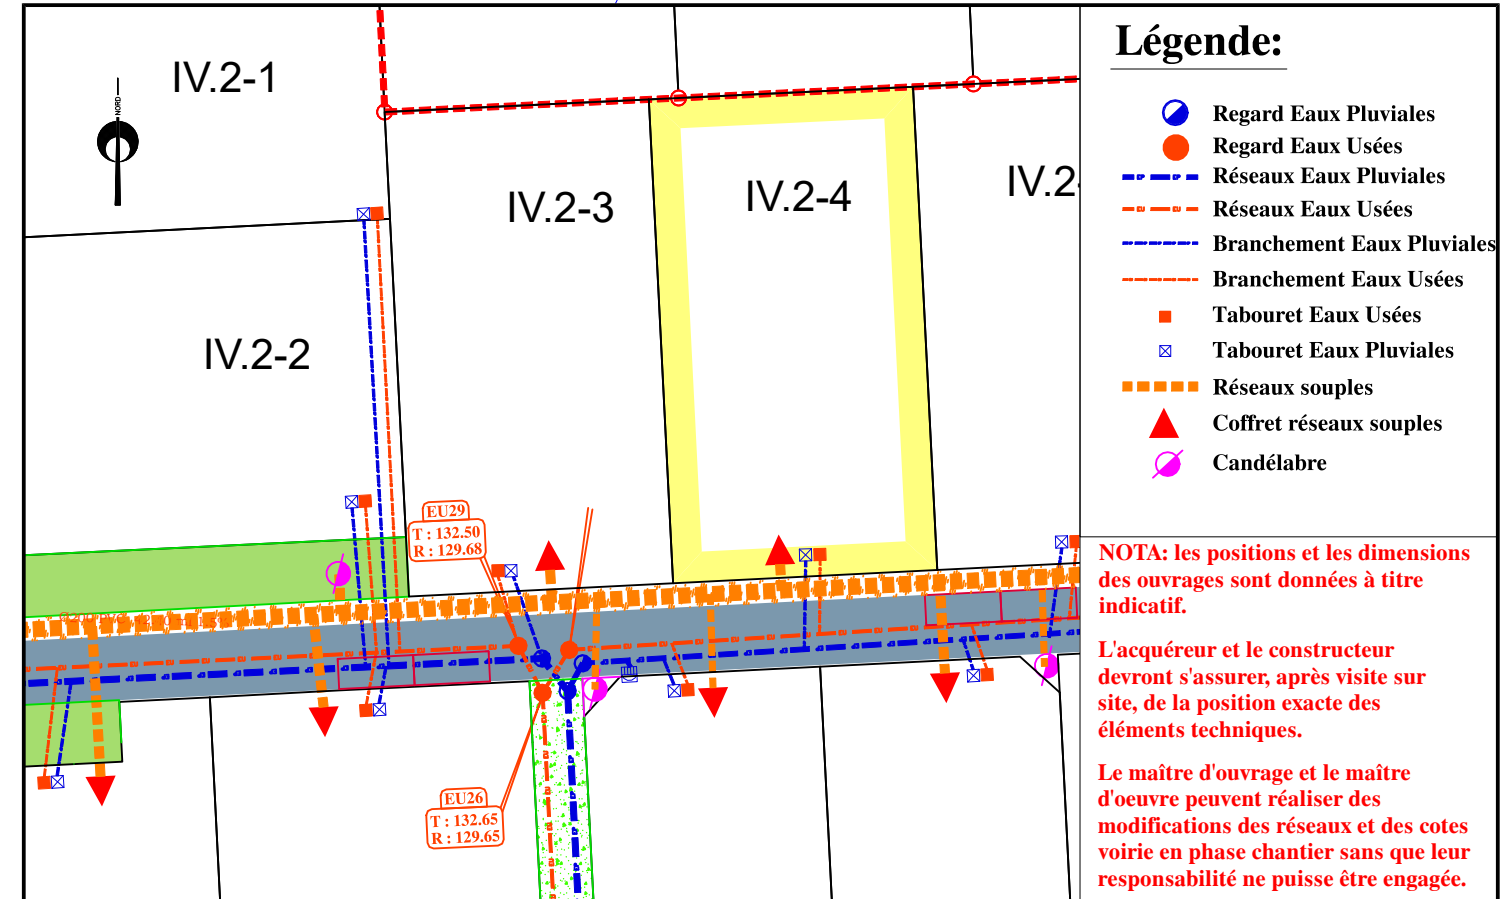 IV.2-1
NORD
IV.2-3
IV.2-4
IV.2-
IV.2-2
EU29
T : 132.50
R : 129.68
EU26
T : 132.65
R : 129.65
Légende:
Regard Eaux Pluviales
Regard Eaux Usées
Réseaux Eaux Pluviales
Réseaux Eaux Usées
Branchement Eaux Pluviales
Branchement Eaux Usées
Tabouret Eaux Usées
Tabouret Eaux Pluviales
Réseaux souples
Coffret réseaux souples
Candélabre
NOTA: les positions et les dimensions
des ouvrages sont données à titre
indicatif.
L'acquéreur et le constructeur
devront s'assurer, après visite sur
site, de la position exacte des
éléments techniques.
Le maître d'ouvrage et le maître
d'oeuvre peuvent réaliser des
modifications des réseaux et des cotes
voirie en phase chantier sans que leur
responsabilité ne puisse être engagée.